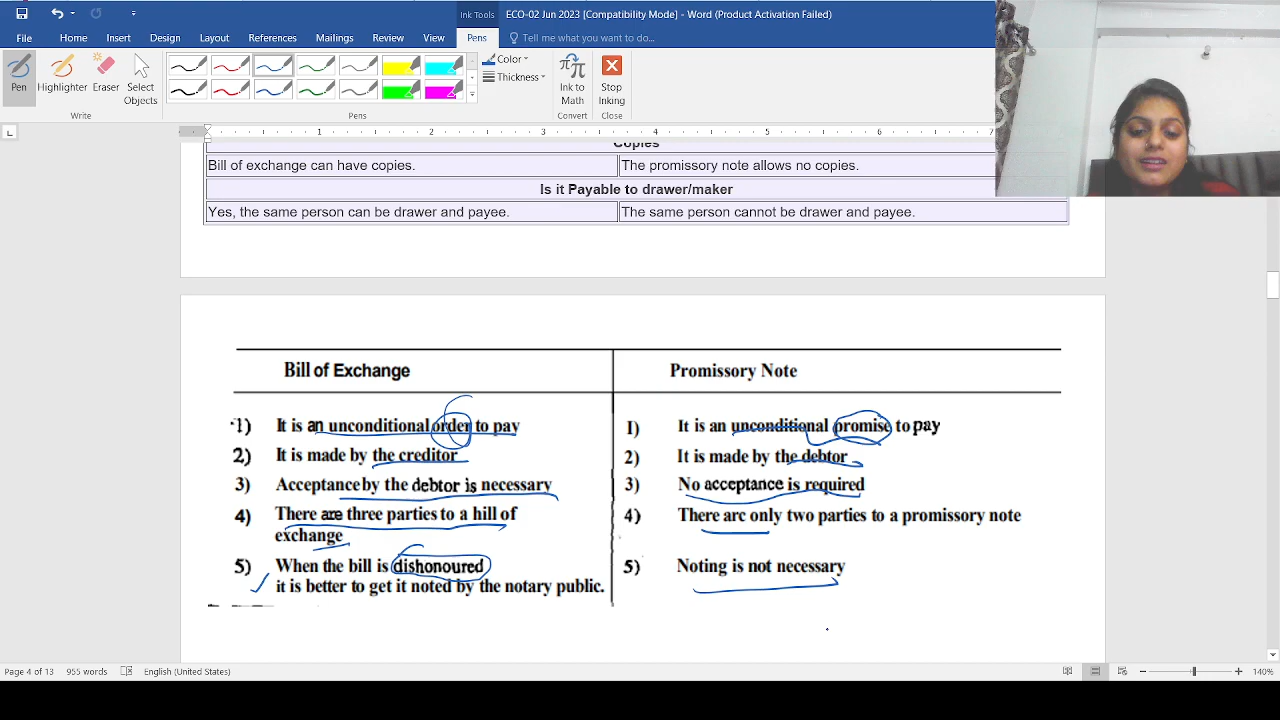 ECO-02 Jun 2023 [Compatibility Mode] - Word (Product Activation Failed)
Ink Tools
File Home Insert Design Layout References Mailings Review View Pens Tell me what you want to do...
Pen Highlighter Eraser Select Objects
Color
Thickness
Ink to Math
Stop Inking
Write Pens Convert Close
1 2 3 4 5 6 7
Copies
Bill of exchange can have copies. The promissory note allows no copies.
Is it Payable to drawer/maker
Yes, the same person can be drawer and payee. The same person cannot be drawer and payee.
Bill of Exchange Promissory Note
1) It is an unconditional order to pay 1) It is an unconditional promise to pay
2) It is made by the creditor 2) It is made by the debtor
3) Acceptance by the debtor is necessary 3) No acceptance is required
4) There are three parties to a hill of 4) There arc only two parties to a promissory note
exchange
5) When the bill is dishonoured 5) Noting is not necessary
it is better to get it noted by the notary public.
Page 4 of 13 955 words English (United States) 140%